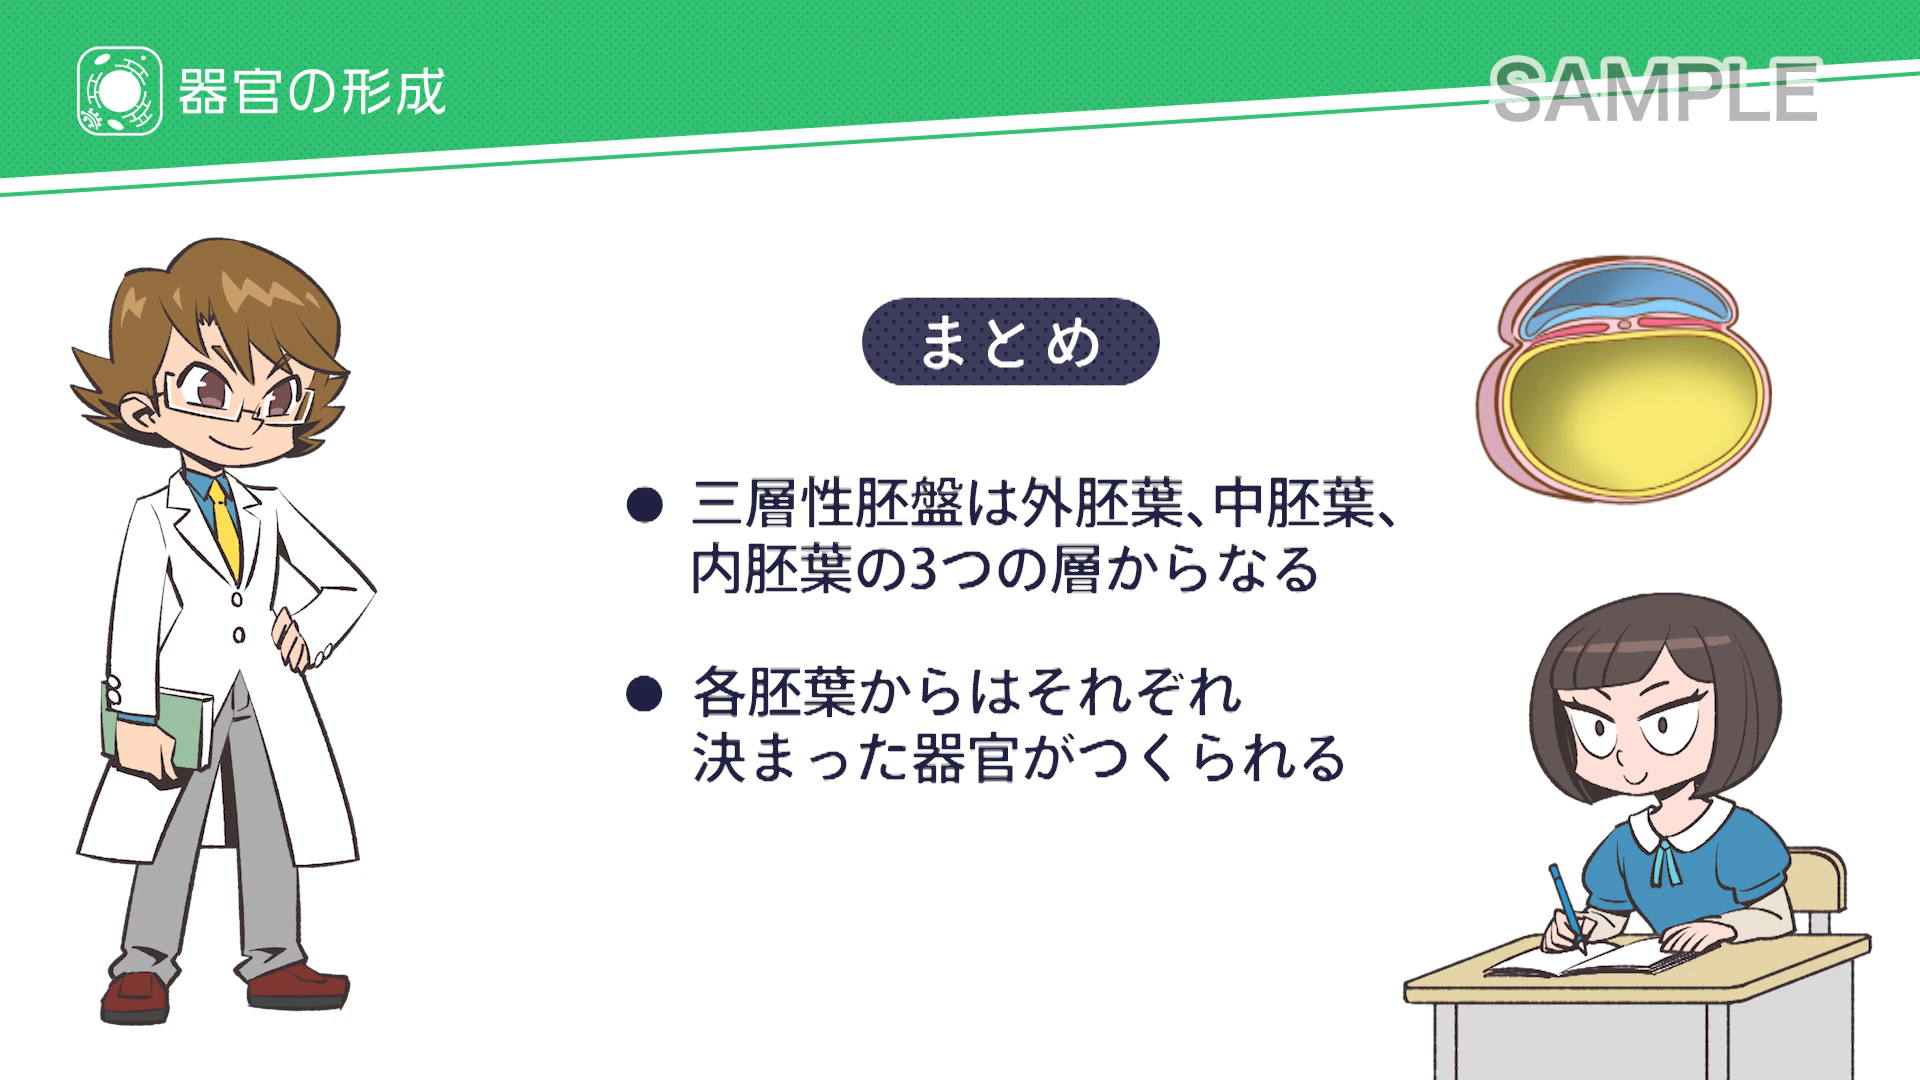 器官の形成
SAMPLE
まとめ
● 三層性胚盤は外胚葉、中胚葉、
内胚葉の3つの層からなる
● 各胚葉からはそれぞれ
決まった器官がつくられる